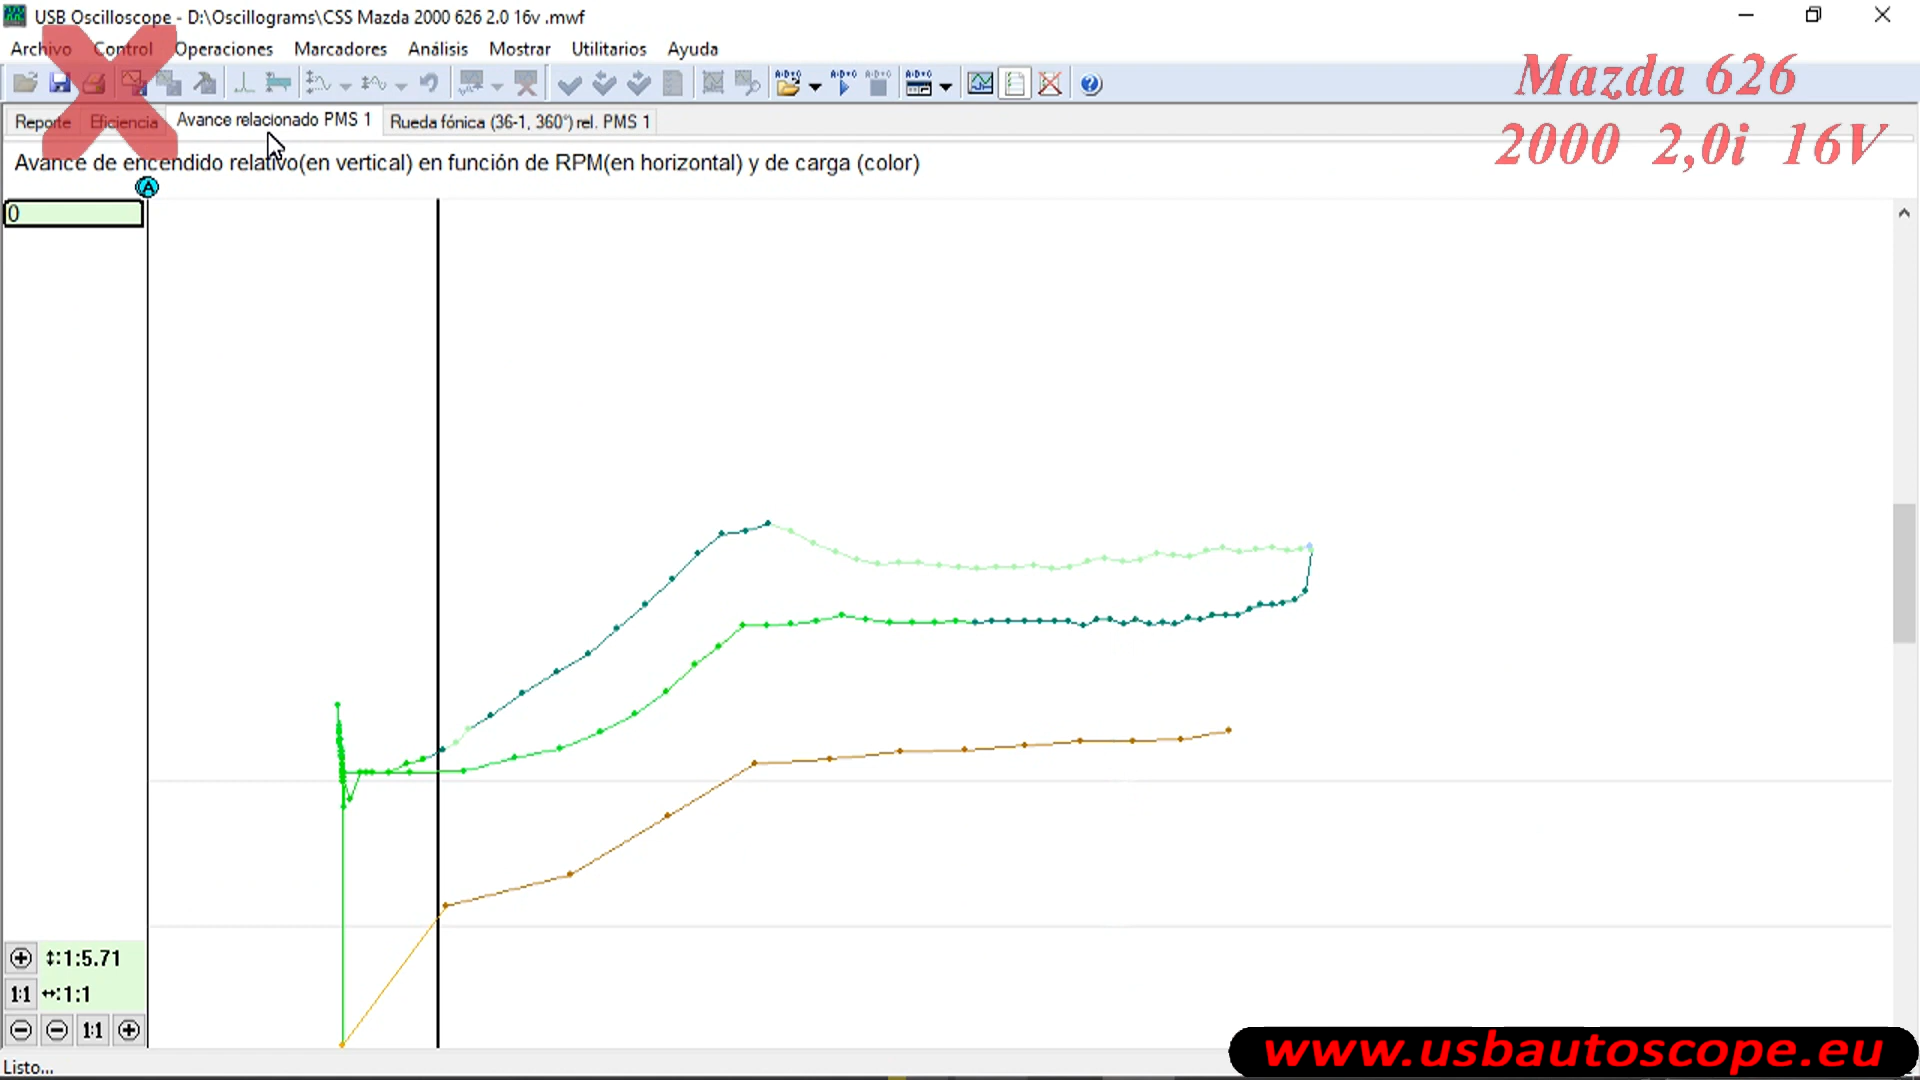 USB Oscilloscope - D:\Oscillograms\CSS Mazda 2000 626 2.0 16v .mwf
Archivo Control Operaciones Marcadores Análisis Mostrar Utilitarios Ayuda
Mazda 626
2000 2,0i 16V
Reporte Eficiencia Avance relacionado PMS 1 Rueda fónica (36-1, 360°) rel. PMS 1
Avance de encendido relativo(en vertical) en función de RPM(en horizontal) y de carga (color)
A
0
↕:1:5.71
1:1 ↔:1:1
1:1
Listo...
www.usbautoscope.eu